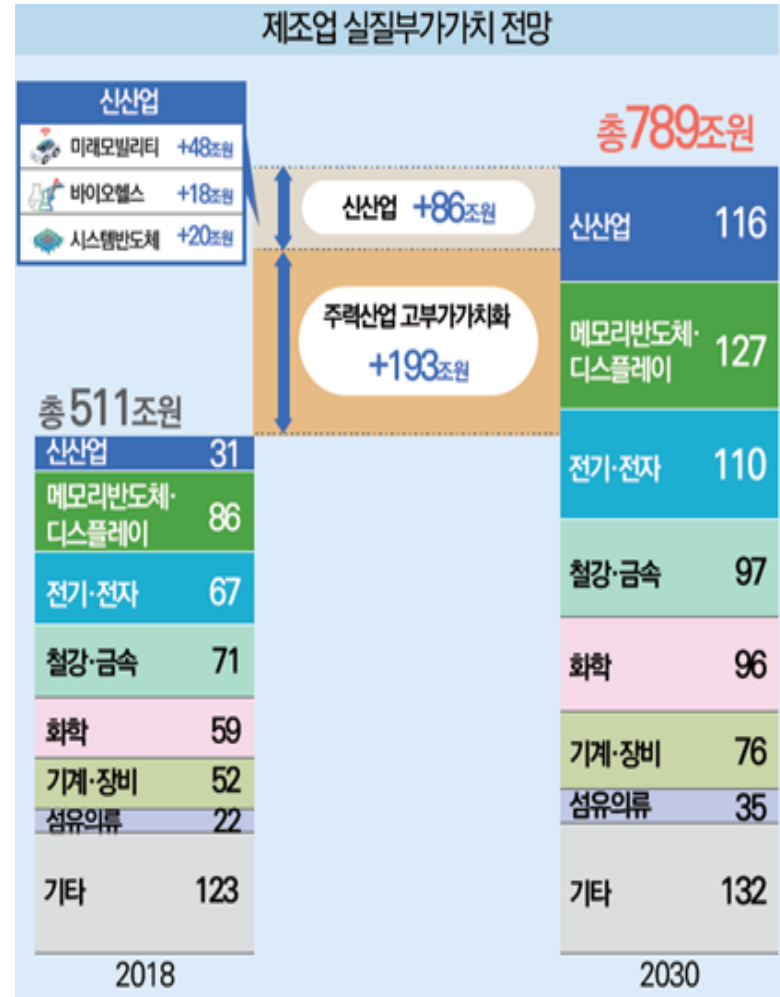 제조업 실질부가가치 전망
신산업
미래모빌리티 +48조원
바이오헬스 +18조원
시스템반도체 +20조원
신산업 +86조원
주력산업 고부가가치화
+193조원
총 511조원
신산업 31
메모리반도체·
디스플레이 86
전기·전자 67
철강·금속 71
화학 59
기계·장비 52
섬유의류 22
기타 123
2018
총789조원
신산업 116
메모리반도체·
디스플레이 127
전기·전자 110
철강·금속 97
화학 96
기계·장비 76
섬유의류 35
기타 132
2030